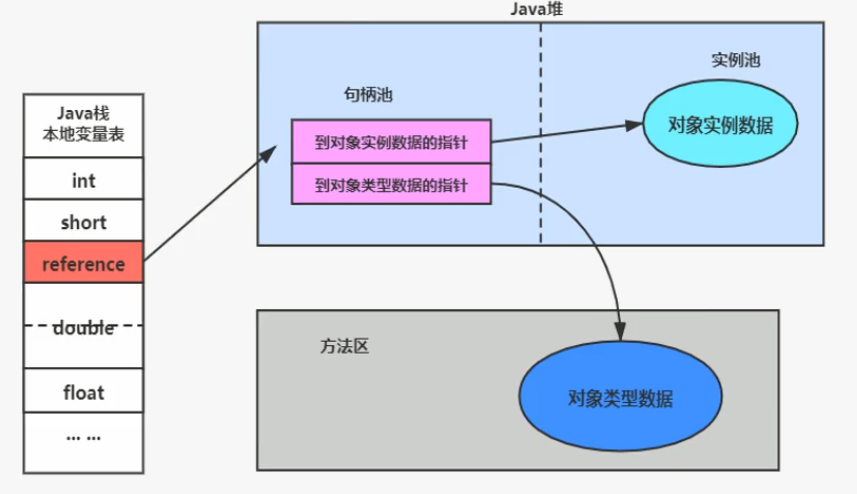 Java堆
实例池
句柄池
对象实例数据
到对象实例数据的指针
到对象类型数据的指针
Java栈
本地变量表
int
short
reference
double
float
... ...
方法区
对象类型数据